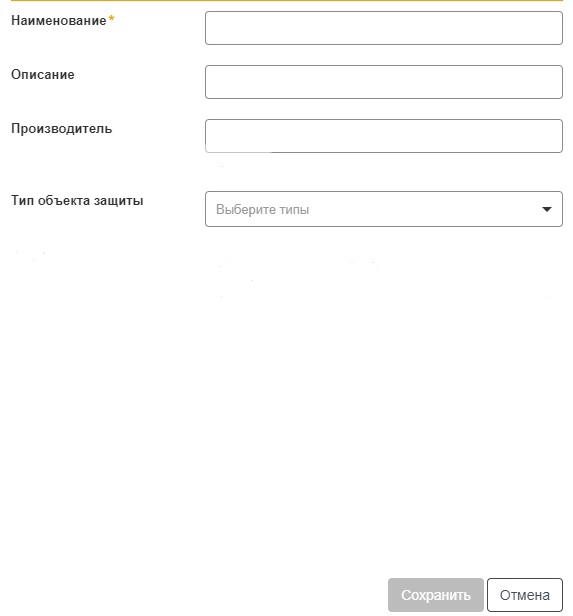 Наименование*
Описание
Производитель
Тип объекта защиты
Выберите типы
Сохранить
Отмена